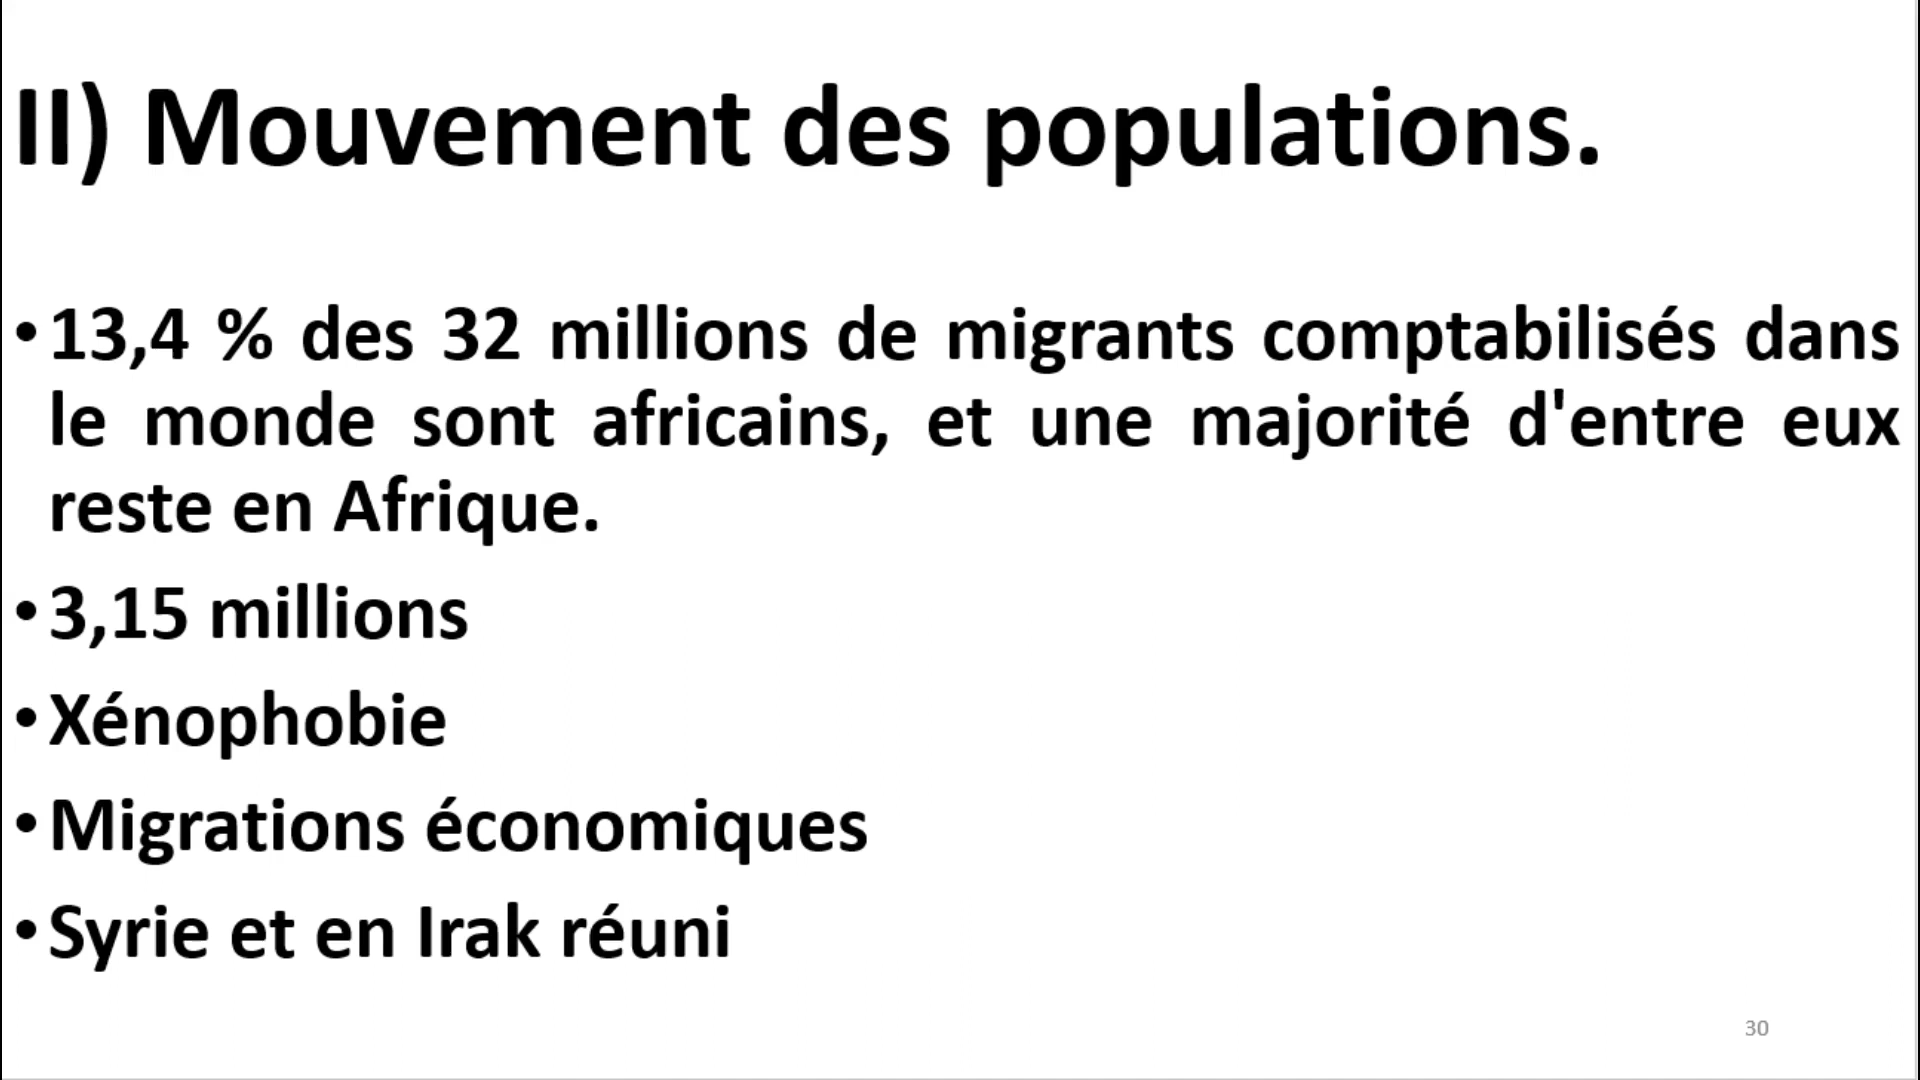 II) Mouvement des populations.
•13,4 % des 32 millions de migrants comptabilisés dans
le monde sont africains, et une majorité d'entre eux
reste en Afrique.
•3,15 millions
•Xénophobie
•Migrations économiques
•Syrie et en Irak réuni
30